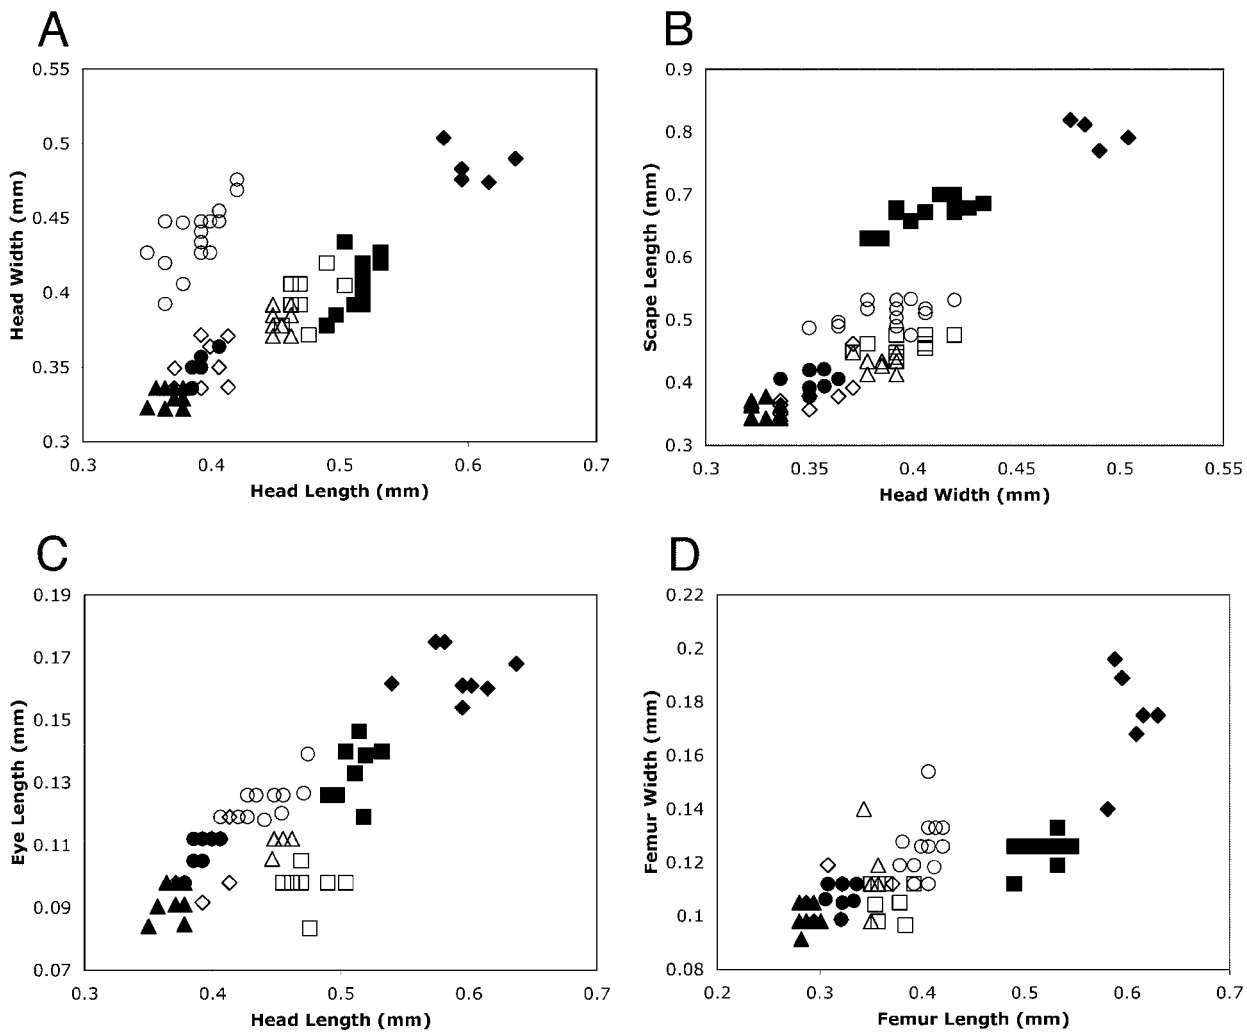 A
0.55
0.5
0.45
0.4
0.35
0.3
Head Width (mm)
0.3 0.4 0.5 0.6 0.7
Head Length (mm)
B
0.9
0.8
0.7
0.6
0.5
0.4
0.3
Scape Length (mm)
0.3 0.35 0.4 0.45 0.5 0.55
Head Width (mm)
C
0.19
0.17
0.15
0.13
0.11
0.09
0.07
Eye Length (mm)
0.3 0.4 0.5 0.6 0.7
Head Length (mm)
D
0.22
0.2
0.18
0.16
0.14
0.12
0.1
0.08
Femur Width (mm)
0.2 0.3 0.4 0.5 0.6 0.7
Femur Length (mm)